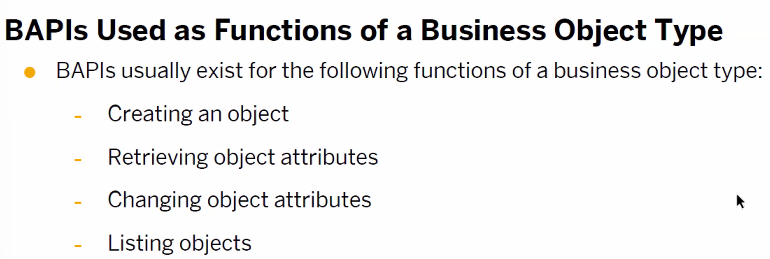 BAPIs Used as Functions of a Business Object Type
● BAPIs usually exist for the following functions of a business object type:
- Creating an object
- Retrieving object attributes
- Changing object attributes
- Listing objects